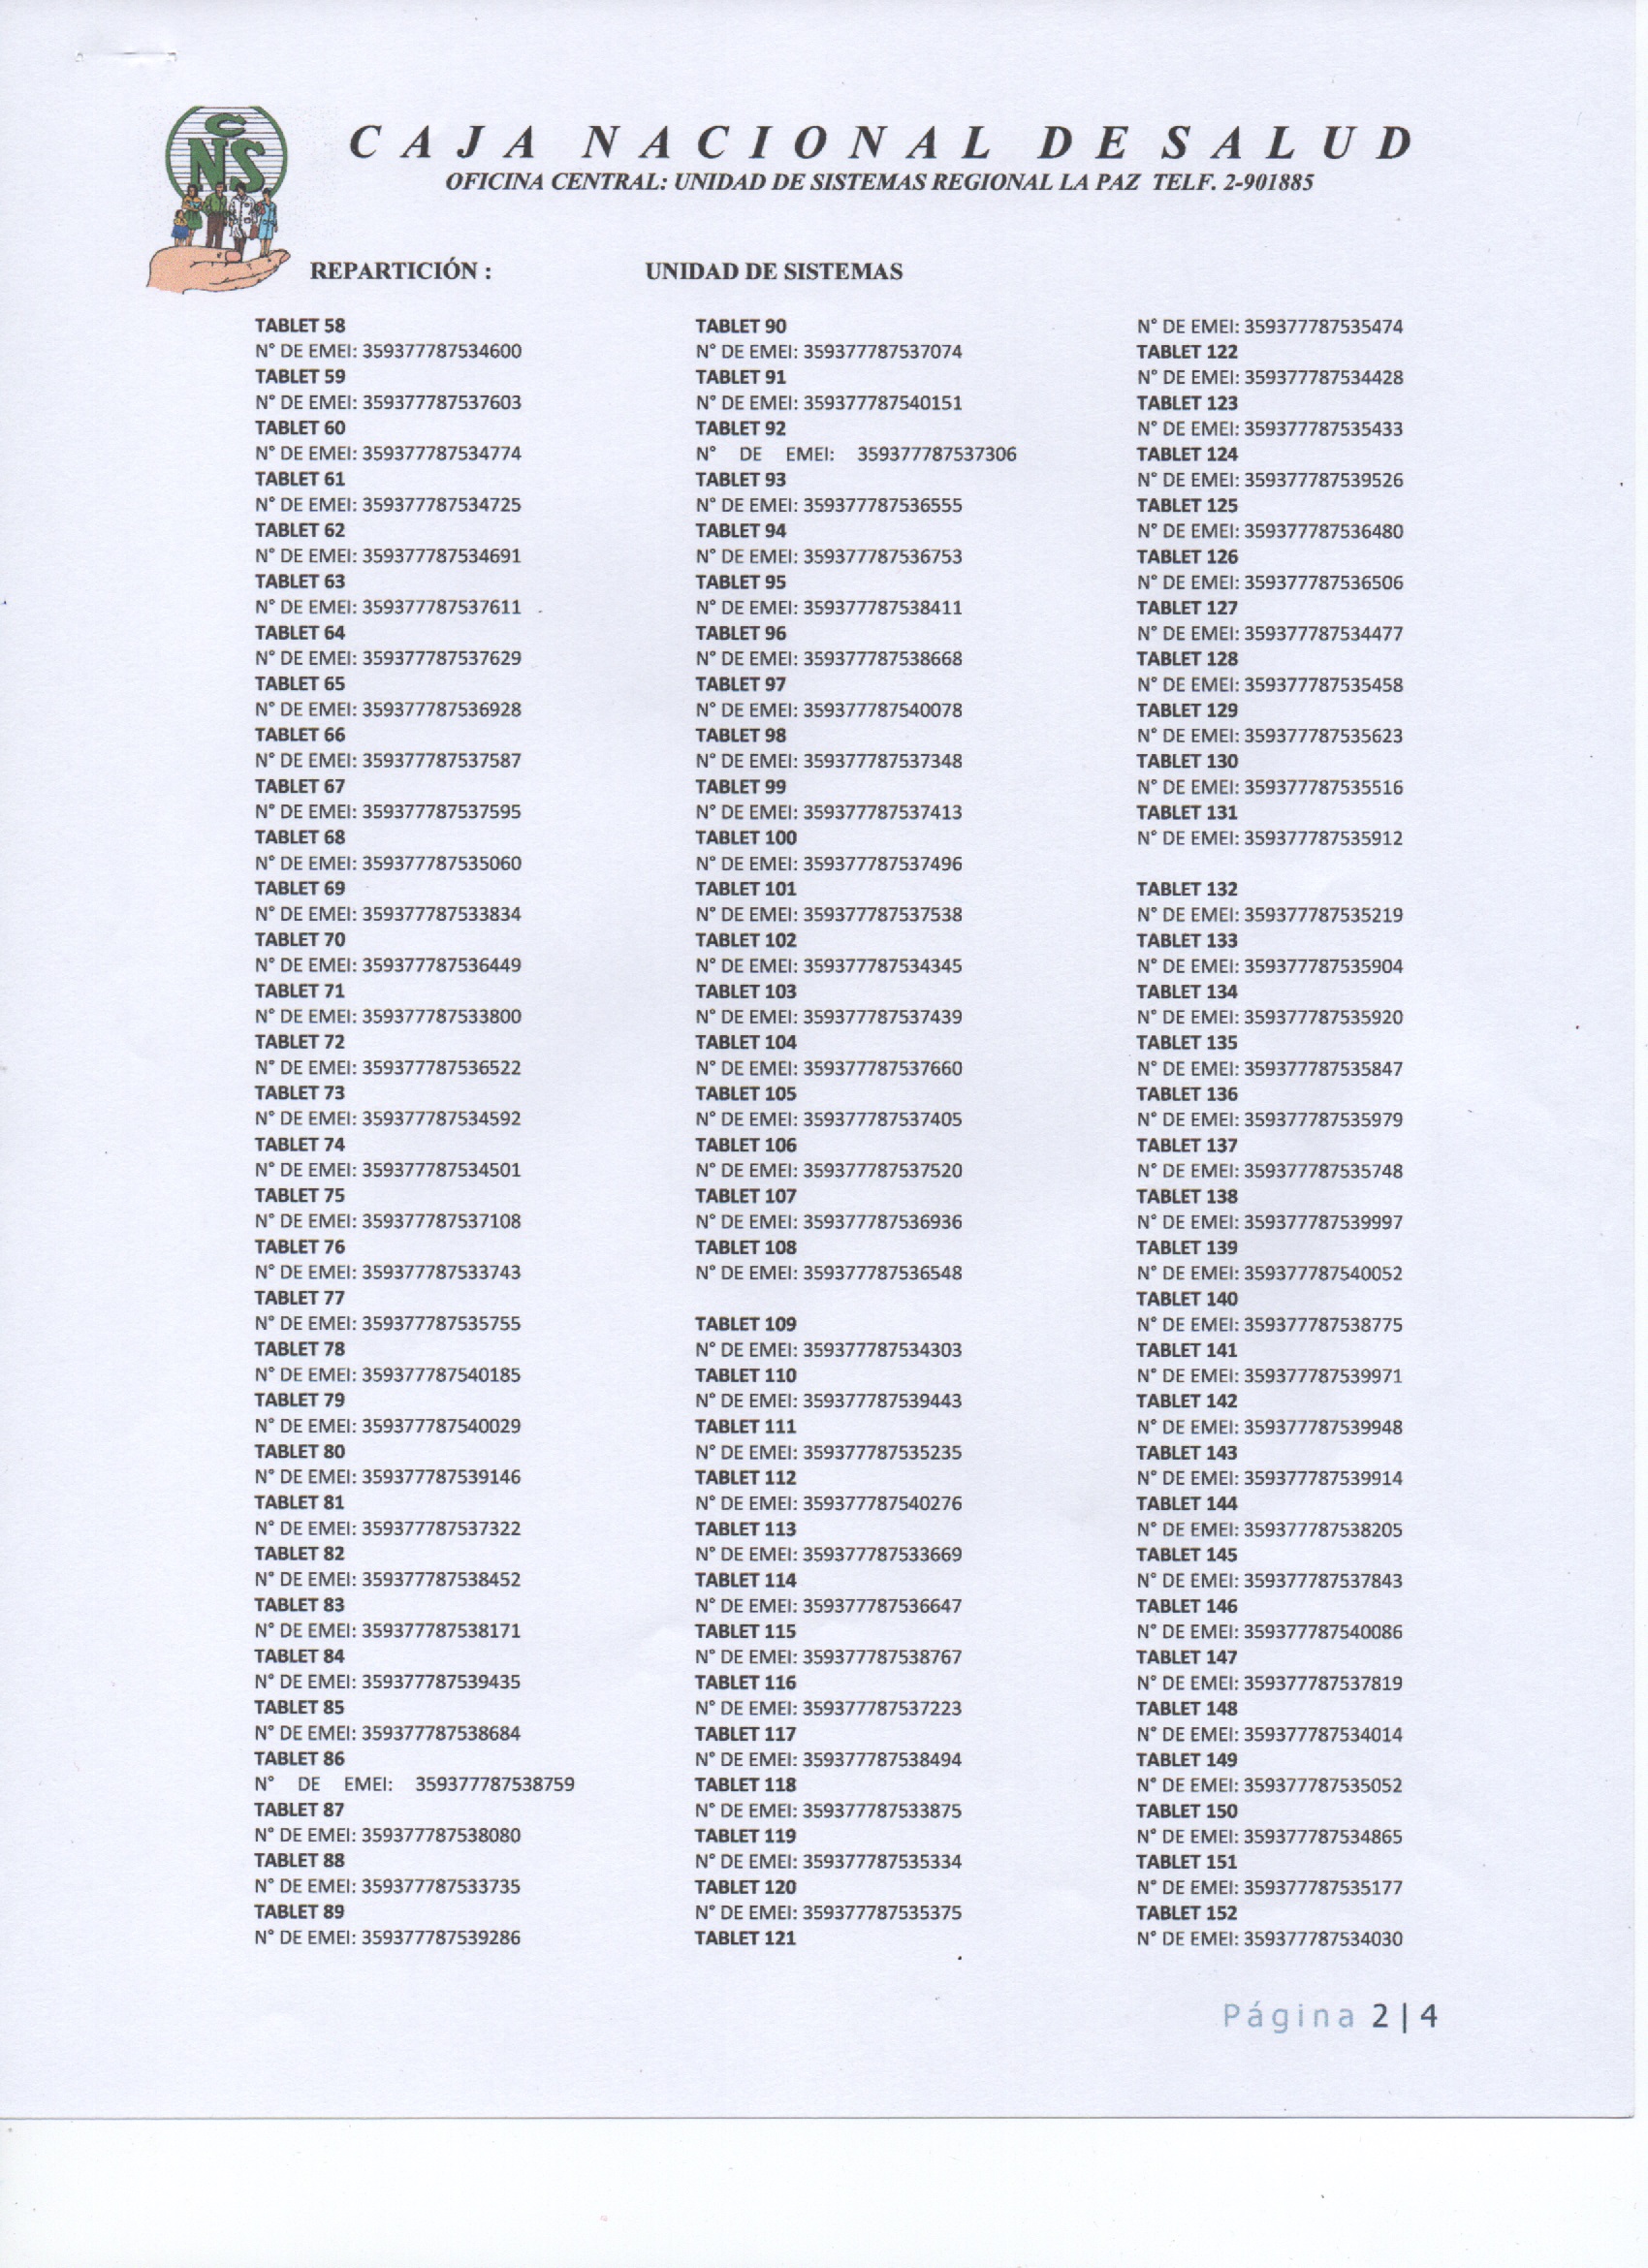 CNS
CAJA NACIONAL DE SALUD
OFICINA CENTRAL: UNIDAD DE SISTEMAS REGIONAL LA PAZ TELF. 2-901885
REPARTICIÓN : UNIDAD DE SISTEMAS
TABLET 58
N° DE EMEI: 359377787534600
TABLET 59
N° DE EMEI: 359377787537603
TABLET 60
N° DE EMEI: 359377787534774
TABLET 61
N° DE EMEI: 359377787534725
TABLET 62
N° DE EMEI: 359377787534691
TABLET 63
N° DE EMEI: 359377787537611
TABLET 64
N° DE EMEI: 359377787537629
TABLET 65
N° DE EMEI: 359377787536928
TABLET 66
N° DE EMEI: 359377787537587
TABLET 67
N° DE EMEI: 359377787537595
TABLET 68
N° DE EMEI: 359377787535060
TABLET 69
N° DE EMEI: 359377787533834
TABLET 70
N° DE EMEI: 359377787536449
TABLET 71
N° DE EMEI: 359377787533800
TABLET 72
N° DE EMEI: 359377787536522
TABLET 73
N° DE EMEI: 359377787534592
TABLET 74
N° DE EMEI: 359377787534501
TABLET 75
N° DE EMEI: 359377787537108
TABLET 76
N° DE EMEI: 359377787533743
TABLET 77
N° DE EMEI: 359377787535755
TABLET 78
N° DE EMEI: 359377787540185
TABLET 79
N° DE EMEI: 359377787540029
TABLET 80
N° DE EMEI: 359377787539146
TABLET 81
N° DE EMEI: 359377787537322
TABLET 82
N° DE EMEI: 359377787538452
TABLET 83
N° DE EMEI: 359377787538171
TABLET 84
N° DE EMEI: 359377787539435
TABLET 85
N° DE EMEI: 359377787538684
TABLET 86
N° DE EMEI: 359377787538759
TABLET 87
N° DE EMEI: 359377787538080
TABLET 88
N° DE EMEI: 359377787533735
TABLET 89
N° DE EMEI: 359377787539286
TABLET 90
N° DE EMEI: 359377787537074
TABLET 91
N° DE EMEI: 359377787540151
TABLET 92
N° DE EMEI: 359377787537306
TABLET 93
N° DE EMEI: 359377787536555
TABLET 94
N° DE EMEI: 359377787536753
TABLET 95
N° DE EMEI: 359377787538411
TABLET 96
N° DE EMEI: 359377787538668
TABLET 97
N° DE EMEI: 359377787540078
TABLET 98
N° DE EMEI: 359377787537348
TABLET 99
N° DE EMEI: 359377787537413
TABLET 100
N° DE EMEI: 359377787537496
TABLET 101
N° DE EMEI: 359377787537538
TABLET 102
N° DE EMEI: 359377787534345
TABLET 103
N° DE EMEI: 359377787537439
TABLET 104
N° DE EMEI: 359377787537660
TABLET 105
N° DE EMEI: 359377787537405
TABLET 106
N° DE EMEI: 359377787537520
TABLET 107
N° DE EMEI: 359377787536936
TABLET 108
N° DE EMEI: 359377787536548
TABLET 109
N° DE EMEI: 359377787534303
TABLET 110
N° DE EMEI: 359377787539443
TABLET 111
N° DE EMEI: 359377787535235
TABLET 112
N° DE EMEI: 359377787540276
TABLET 113
N° DE EMEI: 359377787533669
TABLET 114
N° DE EMEI: 359377787536647
TABLET 115
N° DE EMEI: 359377787538767
TABLET 116
N° DE EMEI: 359377787537223
TABLET 117
N° DE EMEI: 359377787538494
TABLET 118
N° DE EMEI: 359377787533875
TABLET 119
N° DE EMEI: 359377787535334
TABLET 120
N° DE EMEI: 359377787535375
TABLET 121
N° DE EMEI: 359377787535474
TABLET 122
N° DE EMEI: 359377787534428
TABLET 123
N° DE EMEI: 359377787535433
TABLET 124
N° DE EMEI: 359377787539526
TABLET 125
N° DE EMEI: 359377787536480
TABLET 126
N° DE EMEI: 359377787536506
TABLET 127
N° DE EMEI: 359377787534477
TABLET 128
N° DE EMEI: 359377787535458
TABLET 129
N° DE EMEI: 359377787535623
TABLET 130
N° DE EMEI: 359377787535516
TABLET 131
N° DE EMEI: 359377787535912
TABLET 132
N° DE EMEI: 359377787535219
TABLET 133
N° DE EMEI: 359377787535904
TABLET 134
N° DE EMEI: 359377787535920
TABLET 135
N° DE EMEI: 359377787535847
TABLET 136
N° DE EMEI: 359377787535979
TABLET 137
N° DE EMEI: 359377787535748
TABLET 138
N° DE EMEI: 359377787539997
TABLET 139
N° DE EMEI: 359377787540052
TABLET 140
N° DE EMEI: 359377787538775
TABLET 141
N° DE EMEI: 359377787539971
TABLET 142
N° DE EMEI: 359377787539948
TABLET 143
N° DE EMEI: 359377787539914
TABLET 144
N° DE EMEI: 359377787538205
TABLET 145
N° DE EMEI: 359377787537843
TABLET 146
N° DE EMEI: 359377787540086
TABLET 147
N° DE EMEI: 359377787537819
TABLET 148
N° DE EMEI: 359377787534014
TABLET 149
N° DE EMEI: 359377787535052
TABLET 150
N° DE EMEI: 359377787534865
TABLET 151
N° DE EMEI: 359377787535177
TABLET 152
N° DE EMEI: 359377787534030
Página 2 | 4